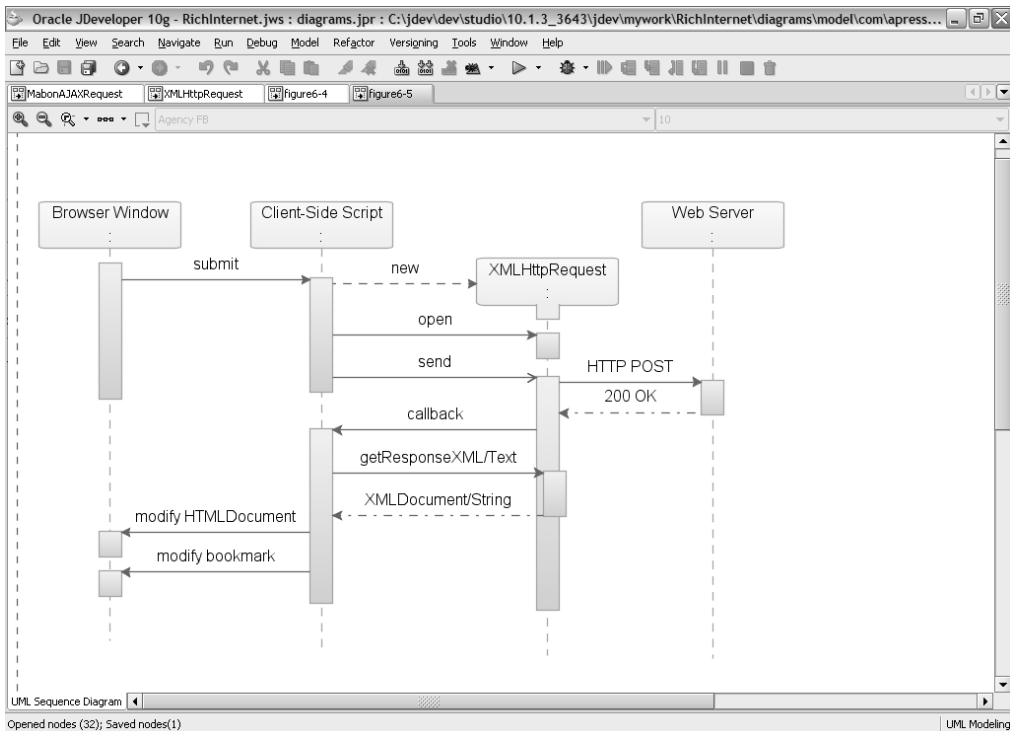 Oracle JDeveloper 10g - RichInternet.jws : diagrams.jpr : C:\jdev\dev\studio\10.1.3_3643\jdev\mywork\RichInternet\diagrams\model\com\apress...
File Edit View Search Navigate Run Debug Model Refactor Versioning Tools Window Help
MabonAJAXRequest XMLHttpRequest figure6-4 figure6-5
Agency FB 10
Browser Window Client-Side Script Web Server
: : :
submit new XMLHttpRequest
:
open
send HTTP POST
200 OK
callback
getResponseXML/Text
XMLDocument/String
modify HTMLDocument
modify bookmark
UML Sequence Diagram
Opened nodes (32); Saved nodes(1) UML Modeling